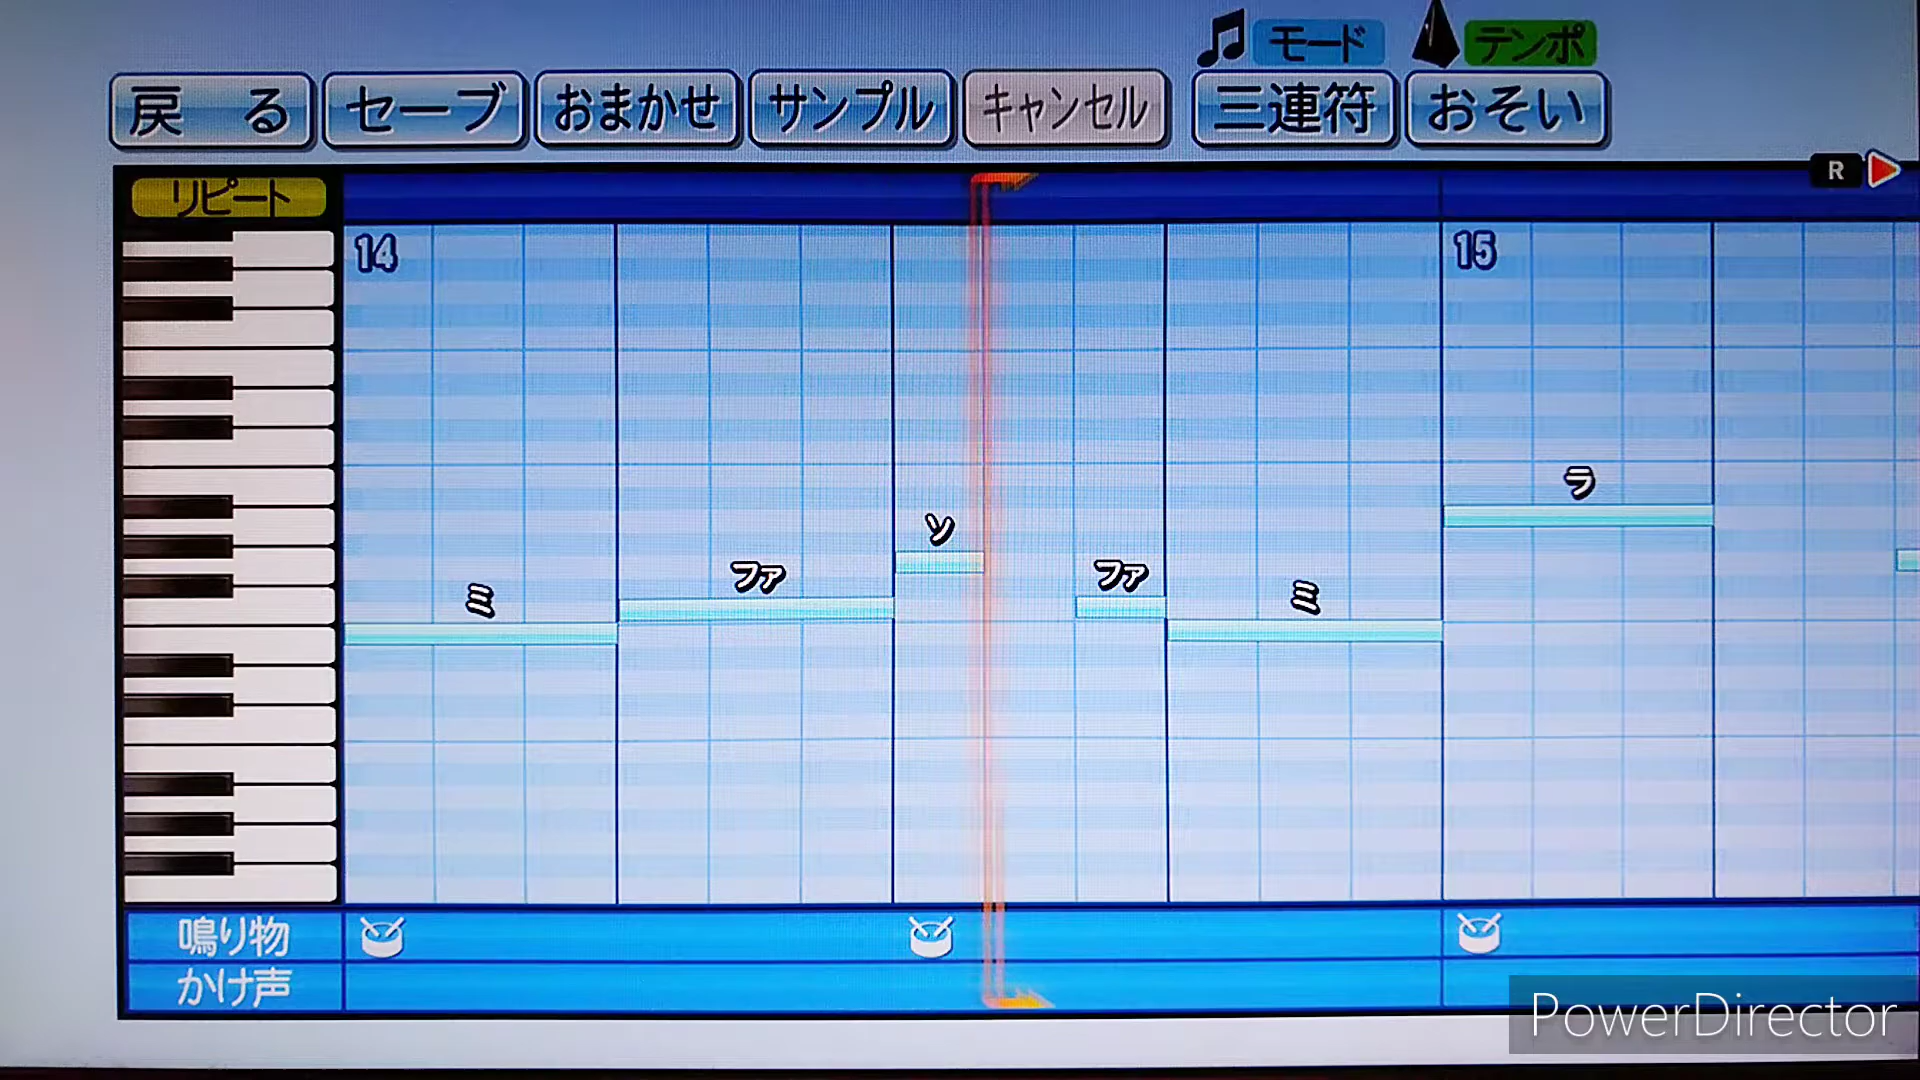 モード テンポ
戻る セーブ おまかせ サンプル キャンセル 三連符 おそい
R
リピート
14 15
ラ
ソ
ファ ファ
ミ ミ
鳴り物
かけ声
PowerDirector